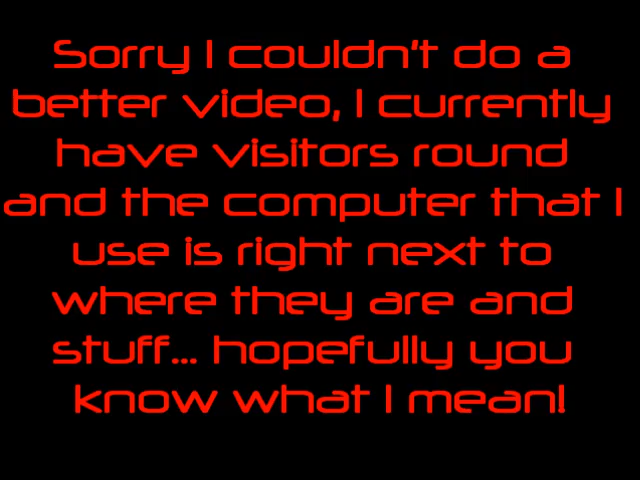 Sorry I couldn't do a
better video, I currently
have visitors round
and the computer that I
use is right next to
where they are and
stuff... hopefully you
know what I mean!